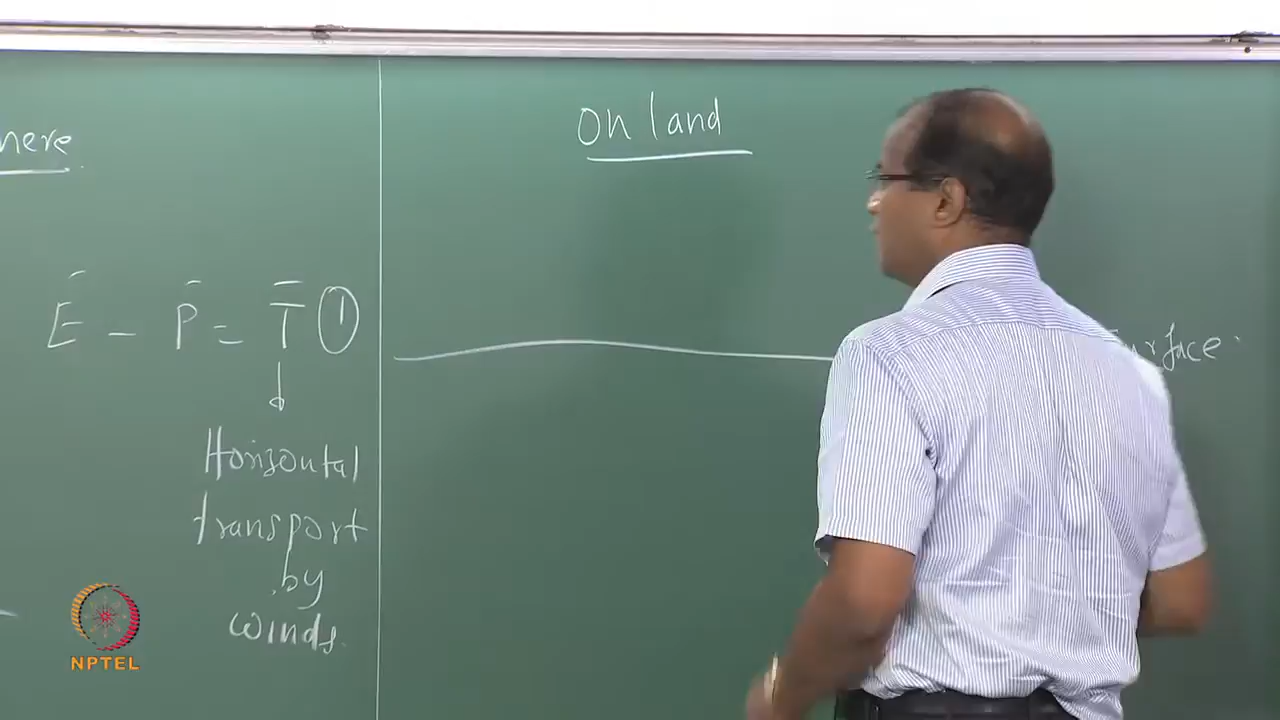 nere
Ē - P̄ = T̄ ①
Horizontal
transport
by
winds.
On land
urface.
NPTEL